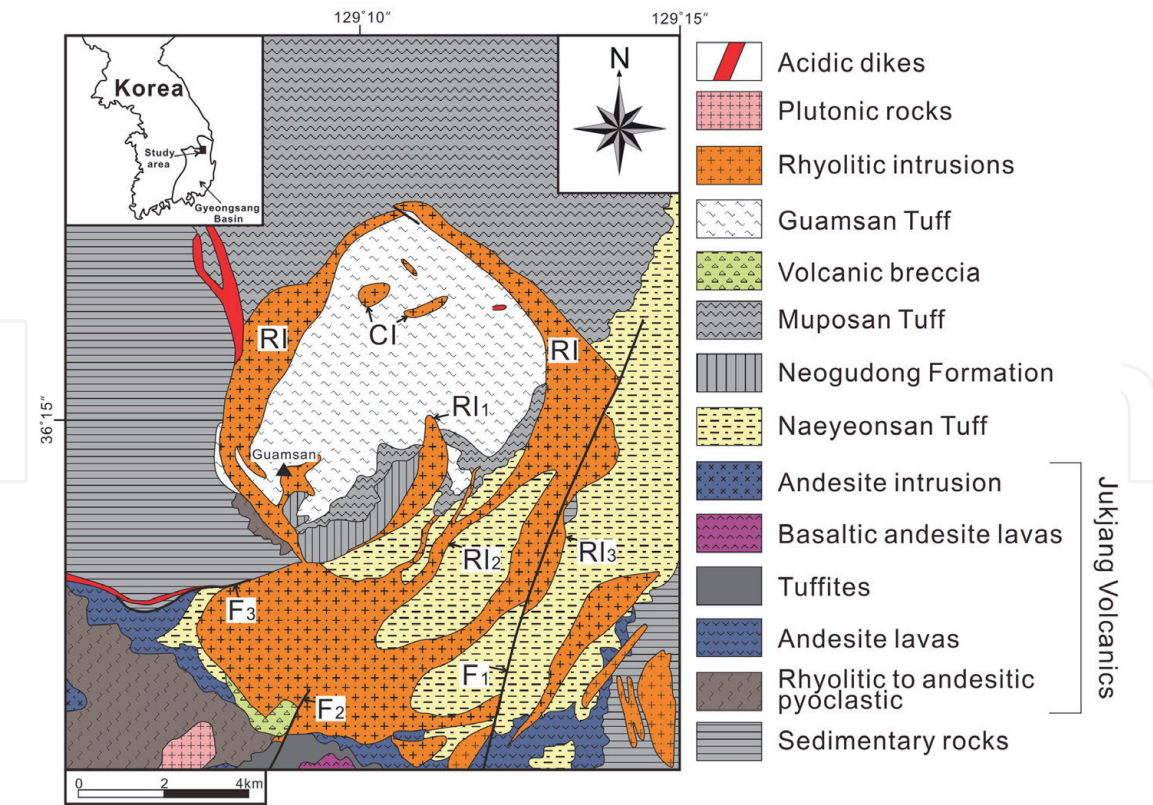 129°10″
129°15″
Korea
Study
area
Gyeongsang
Basin
N
36°15″
RI
CI
RI
RI1
Guamsan
RI2
RI3
F3
F1
F2
0 2 4km
Acidic dikes
Plutonic rocks
Rhyolitic intrusions
Guamsan Tuff
Volcanic breccia
Muposan Tuff
Neogudong Formation
Naeyeonsan Tuff
Andesite intrusion
Basaltic andesite lavas
Tuffites
Andesite lavas
Rhyolitic to andesitic
pyoclastic
Sedimentary rocks
Jukjang Volcanics